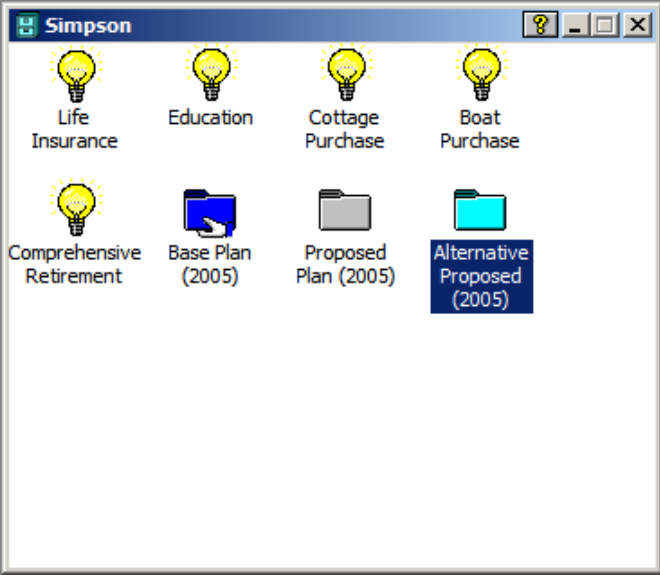 Simpson
Life
Insurance
Education
Cottage
Purchase
Boat
Purchase
Comprehensive
Retirement
Base Plan
(2005)
Proposed
Plan (2005)
Alternative
Proposed
(2005)